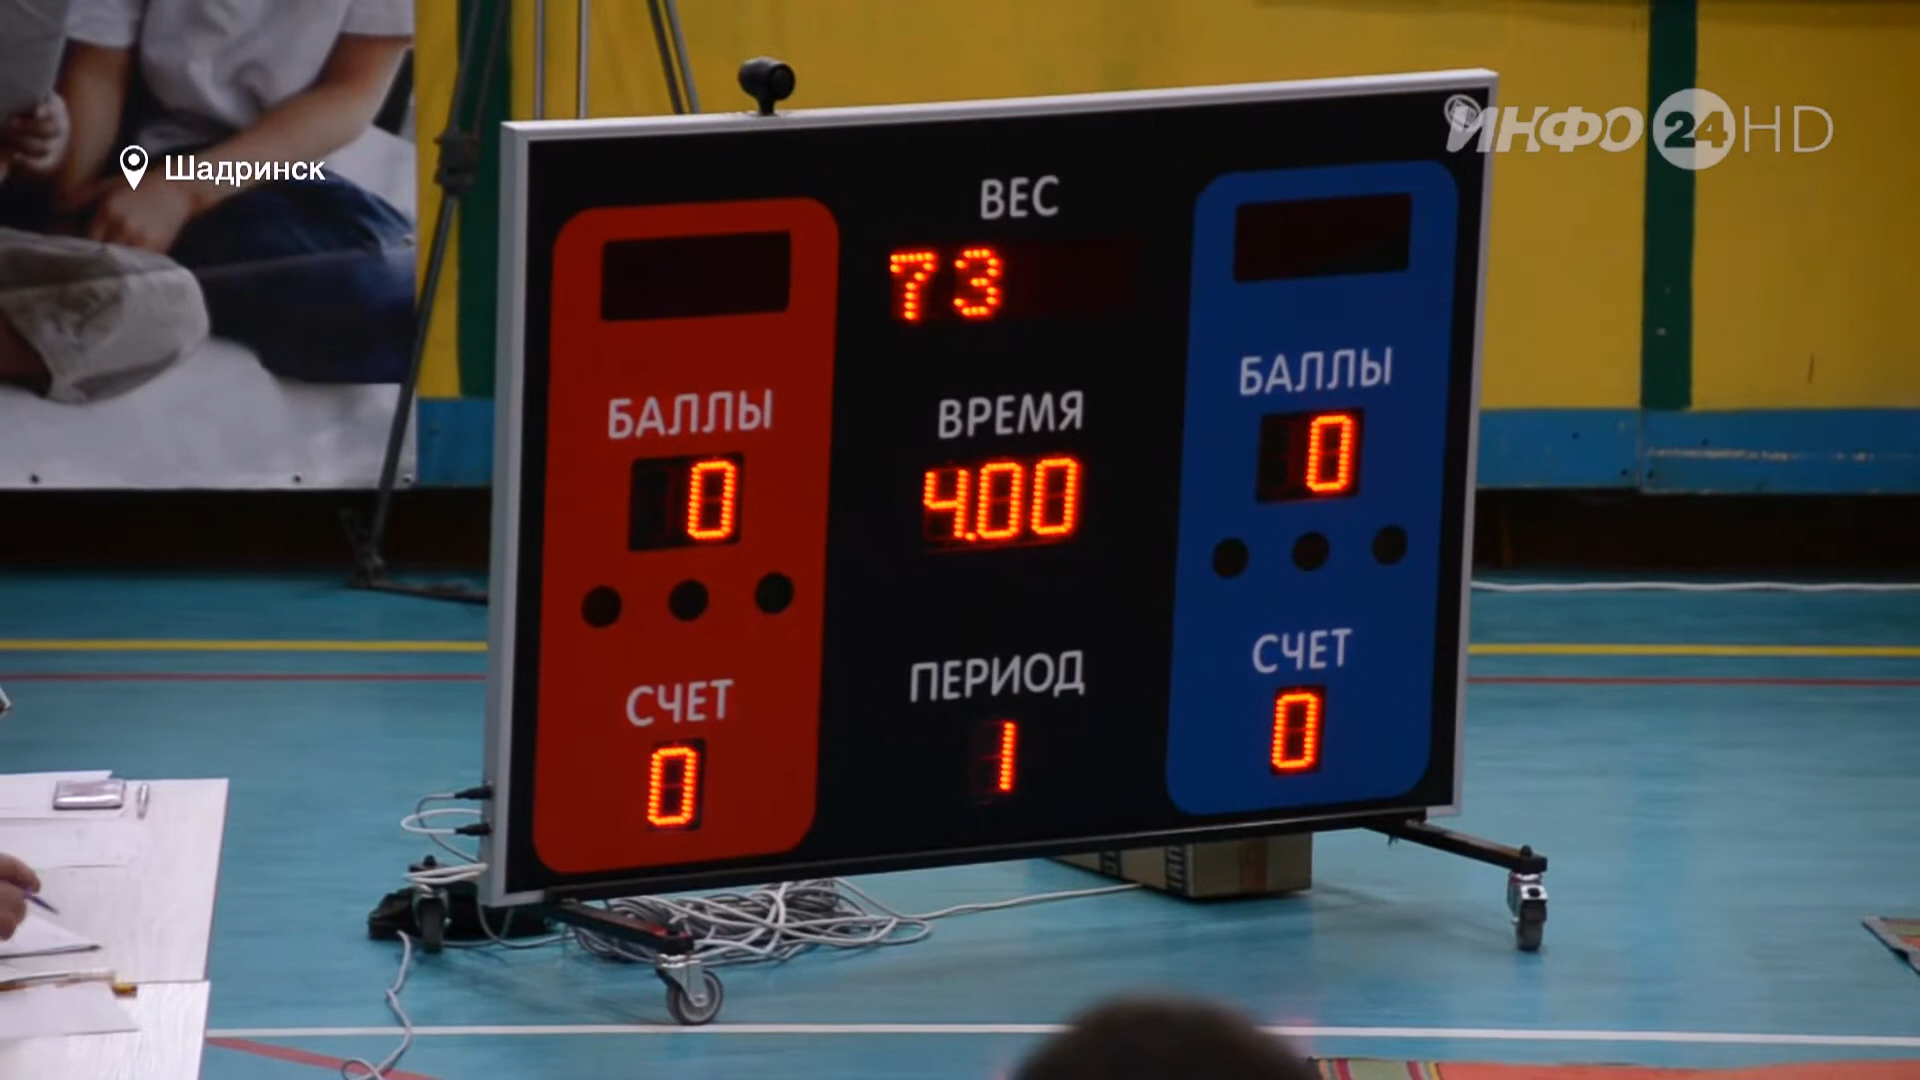 Шадринск
ИНФО 24 HD
ВЕС
73
БАЛЛЫ
0
СЧЕТ
0
ВРЕМЯ
4.00
ПЕРИОД
1
БАЛЛЫ
0
СЧЕТ
0